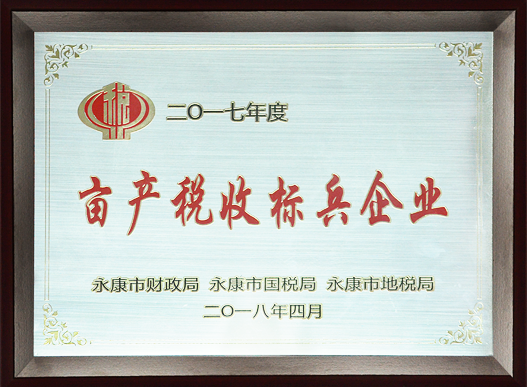 税
二〇一七年度
亩产税收标兵企业
永康市财政局 永康市国税局 永康市地税局
二〇一八年四月